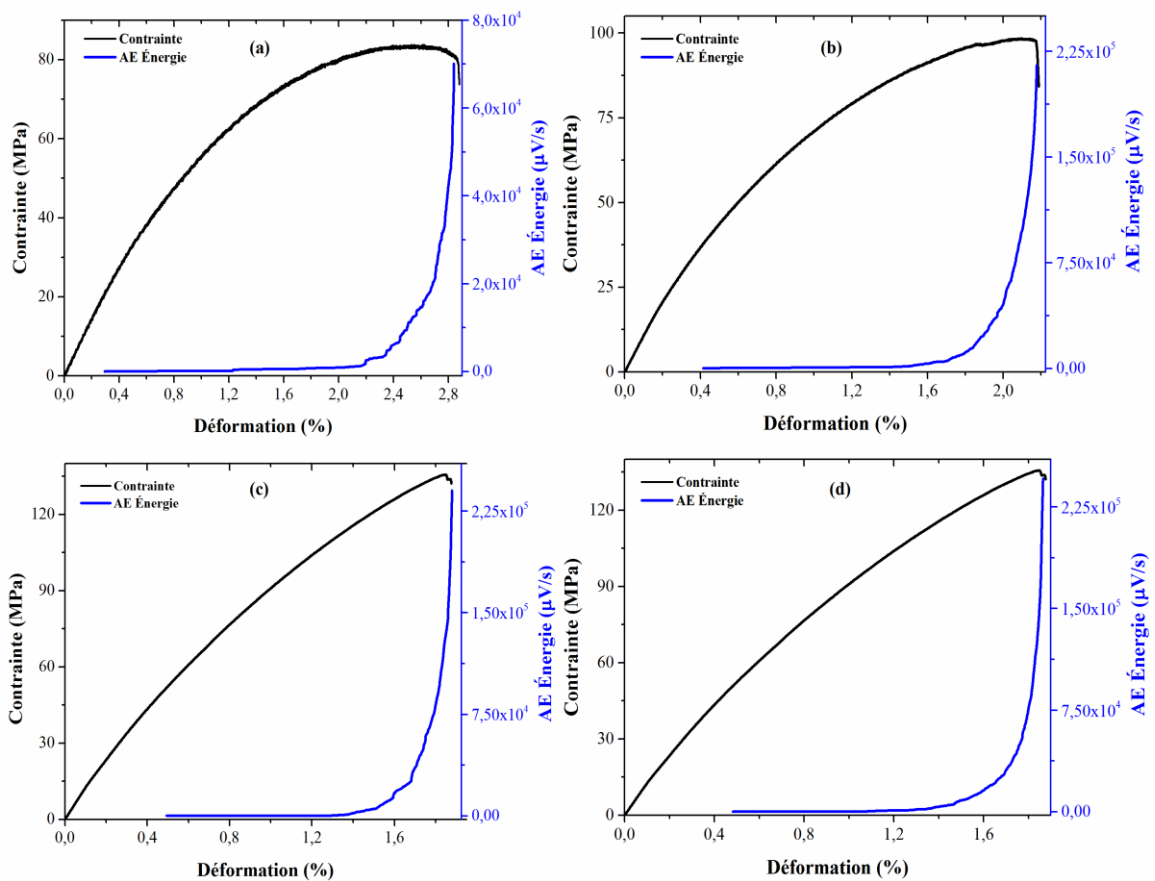 Contrainte
AE Énergie
(a)
Contrainte (MPa)
80
60
40
20
0
8,0x10⁴
6,0x10⁴
4,0x10⁴
2,0x10⁴
0,0
AE Énergie (µV/s)
0,0 0,4 0,8 1,2 1,6 2,0 2,4 2,8
Déformation (%)
Contrainte
AE Énergie
(b)
Contrainte (MPa)
100
75
50
25
0
2,25x10⁵
1,50x10⁵
7,50x10⁴
0,00
AE Énergie (µV/s)
0,0 0,4 0,8 1,2 1,6 2,0
Déformation (%)
Contrainte
AE Énergie
(c)
Contrainte (MPa)
120
90
60
30
0
2,25x10⁵
1,50x10⁵
7,50x10⁴
0,00
AE Énergie (µV/s)
0,0 0,4 0,8 1,2 1,6
Déformation (%)
Contrainte
AE Énergie
(d)
Contrainte (MPa)
120
90
60
30
0
2,25x10⁵
1,50x10⁵
7,50x10⁴
0,00
AE Énergie (µV/s)
0,0 0,4 0,8 1,2 1,6
Déformation (%)